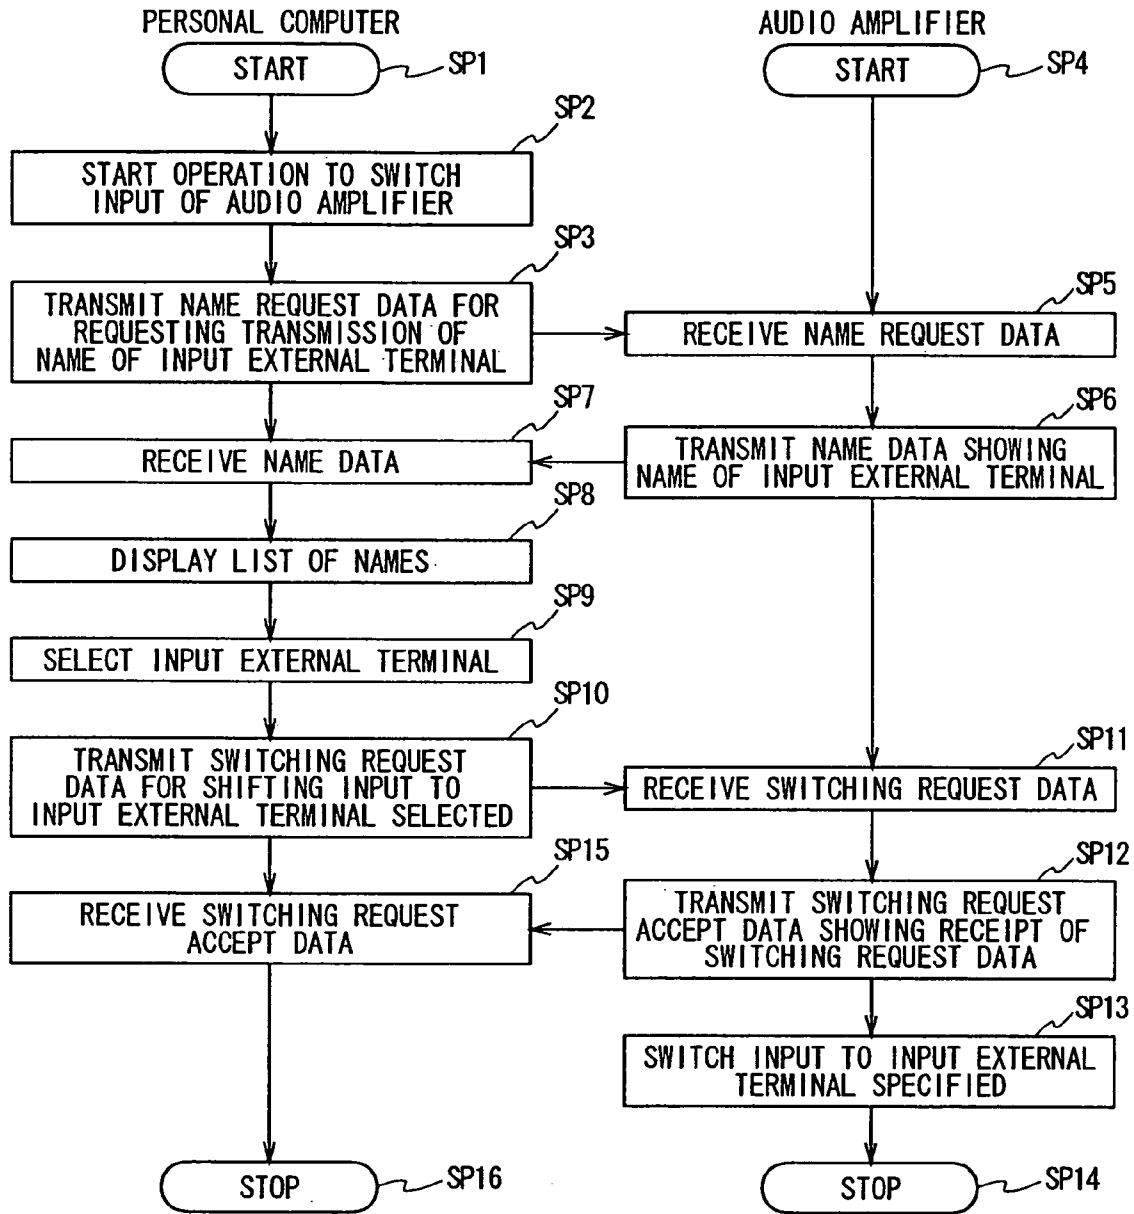 PERSONAL COMPUTER
START
SP1
SP2
START OPERATION TO SWITCH
INPUT OF AUDIO AMPLIFIER
SP3
TRANSMIT NAME REQUEST DATA FOR
REQUESTING TRANSMISSION OF
NAME OF INPUT EXTERNAL TERMINAL
SP7
RECEIVE NAME DATA
SP8
DISPLAY LIST OF NAMES
SP9
SELECT INPUT EXTERNAL TERMINAL
SP10
TRANSMIT SWITCHING REQUEST
DATA FOR SHIFTING INPUT TO
INPUT EXTERNAL TERMINAL SELECTED
SP15
RECEIVE SWITCHING REQUEST
ACCEPT DATA
STOP
SP16
AUDIO AMPLIFIER
START
SP4
SP5
RECEIVE NAME REQUEST DATA
SP6
TRANSMIT NAME DATA SHOWING
NAME OF INPUT EXTERNAL TERMINAL
SP11
RECEIVE SWITCHING REQUEST DATA
SP12
TRANSMIT SWITCHING REQUEST
ACCEPT DATA SHOWING RECEIPT OF
SWITCHING REQUEST DATA
SP13
SWITCH INPUT TO INPUT EXTERNAL
TERMINAL SPECIFIED
STOP
SP14